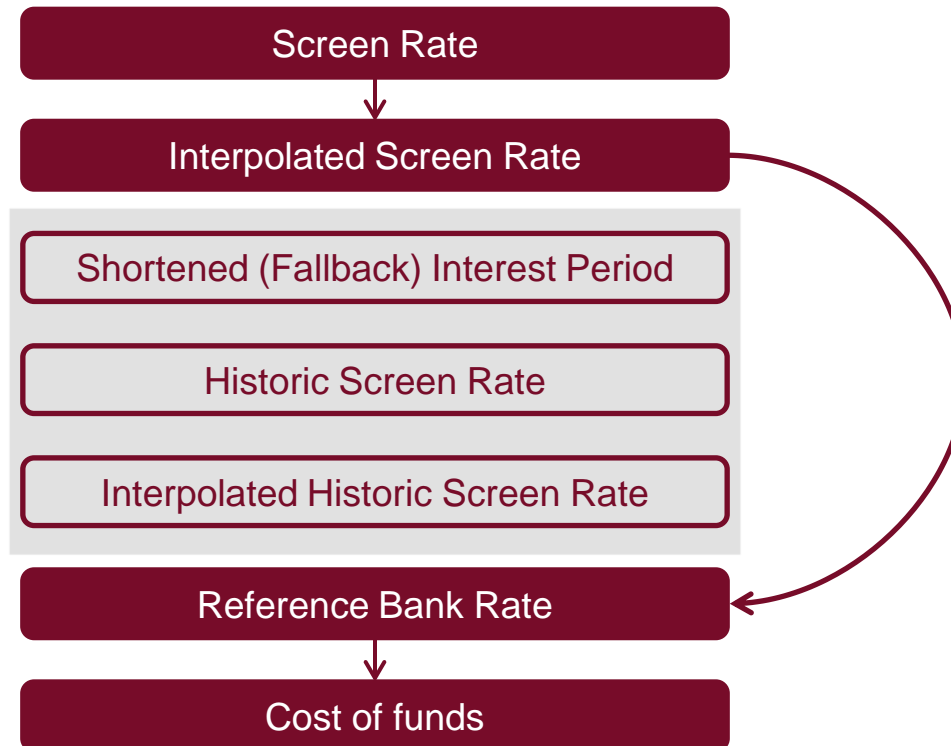 Screen Rate
Interpolated Screen Rate
Shortened (Fallback) Interest Period
Historic Screen Rate
Interpolated Historic Screen Rate
Reference Bank Rate
Cost of funds